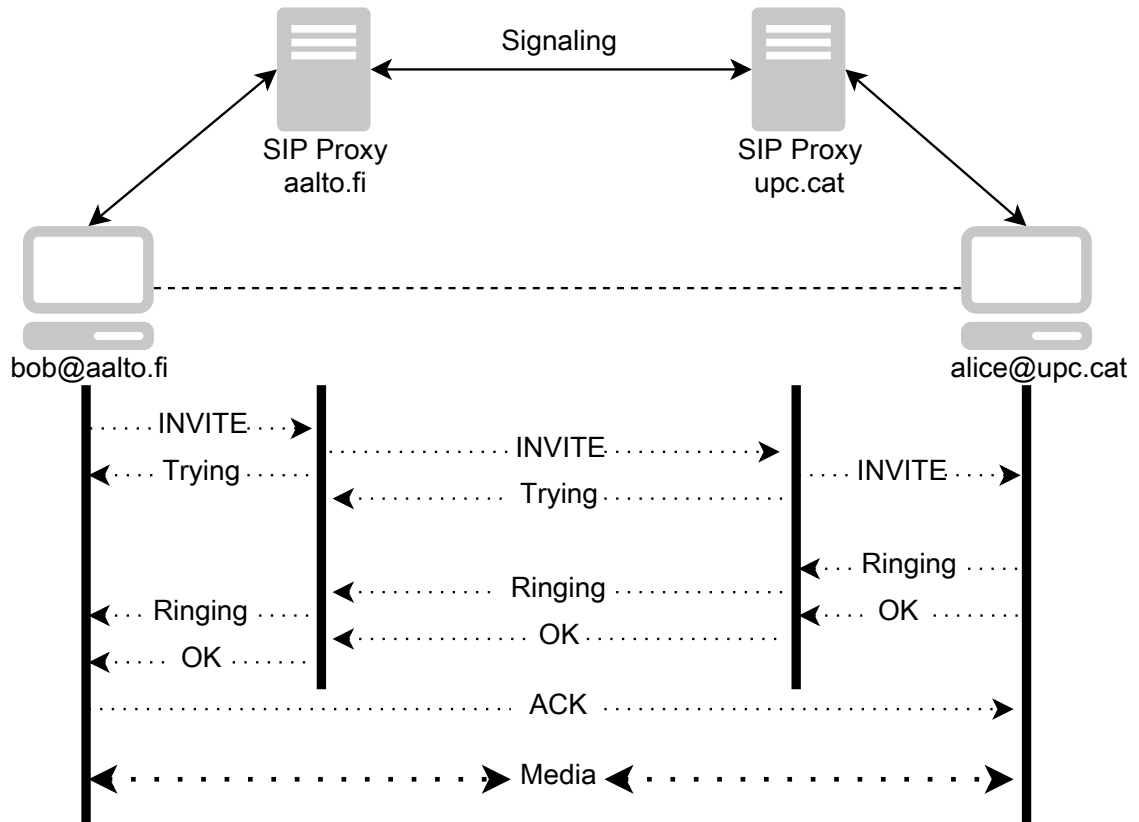 Signaling
SIP Proxy
aalto.fi
SIP Proxy
upc.cat
bob@aalto.fi
alice@upc.cat
INVITE
INVITE
Trying
INVITE
Trying
Ringing
Ringing
Ringing
OK
OK
OK
ACK
Media